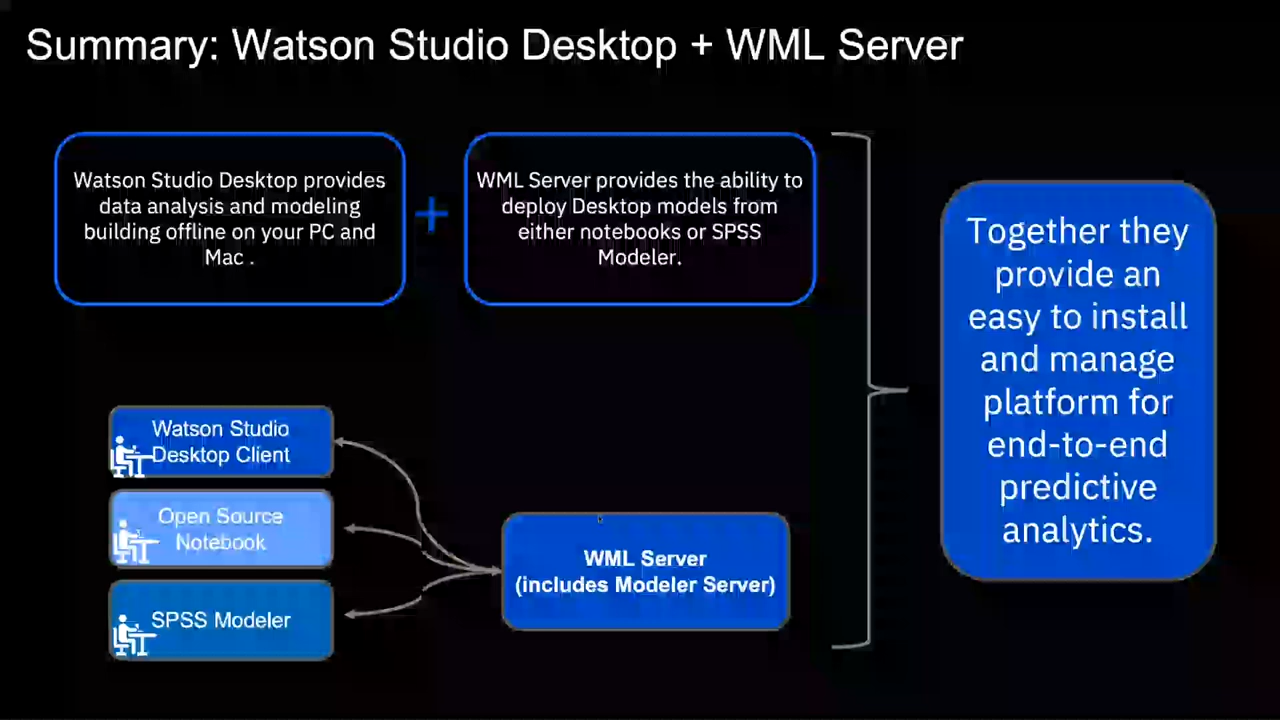 Summary: Watson Studio Desktop + WML Server
Watson Studio Desktop provides
data analysis and modeling
building offline on your PC and
Mac .
+
WML Server provides the ability to
deploy Desktop models from
either notebooks or SPSS
Modeler.
Together they
provide an
easy to install
and manage
platform for
end-to-end
predictive
analytics.
Watson Studio
Desktop Client
Open Source
Notebook
SPSS Modeler
WML Server
(includes Modeler Server)